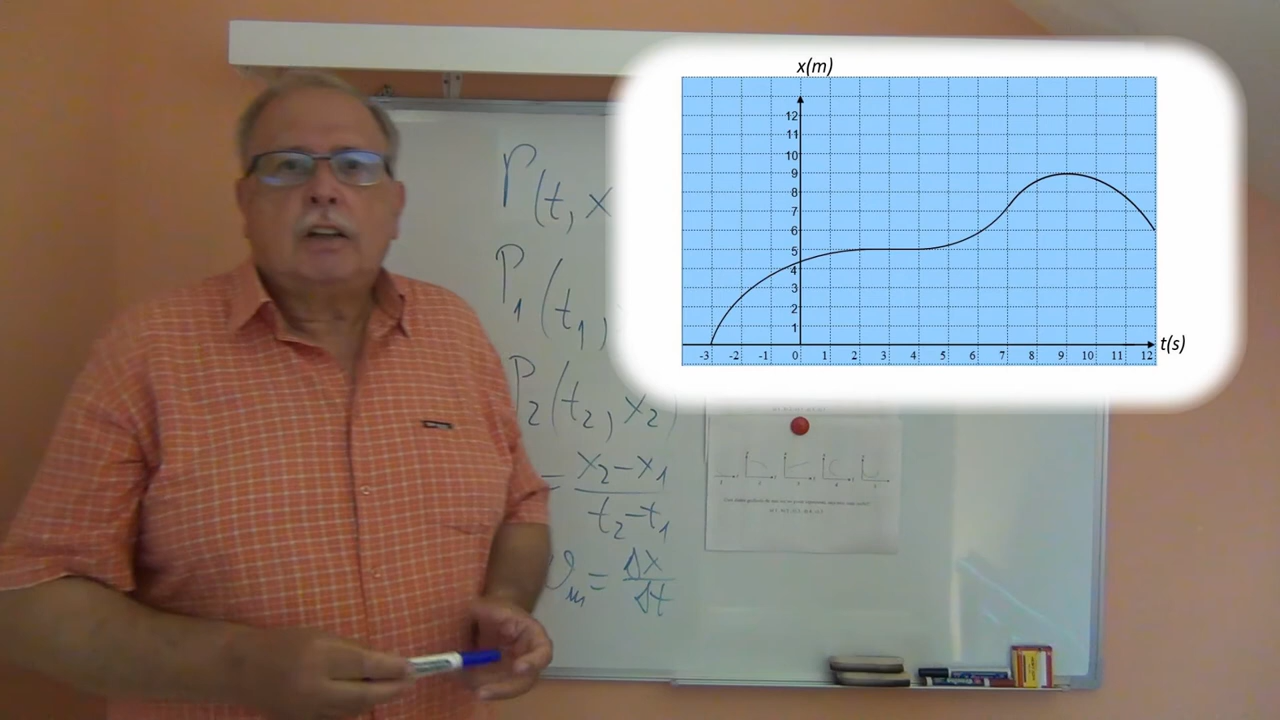 P(t, x
P₁(t₁,
P₂(t₂, x₂)
= x₂-x₁
t₂-t₁
𝒱ₘ = Δx
Δt
x(m)
12
11
10
9
8
7
6
5
4
3
2
1
-3 -2 -1 0 1 2 3 4 5 6 7 8 9 10 11 12
t(s)